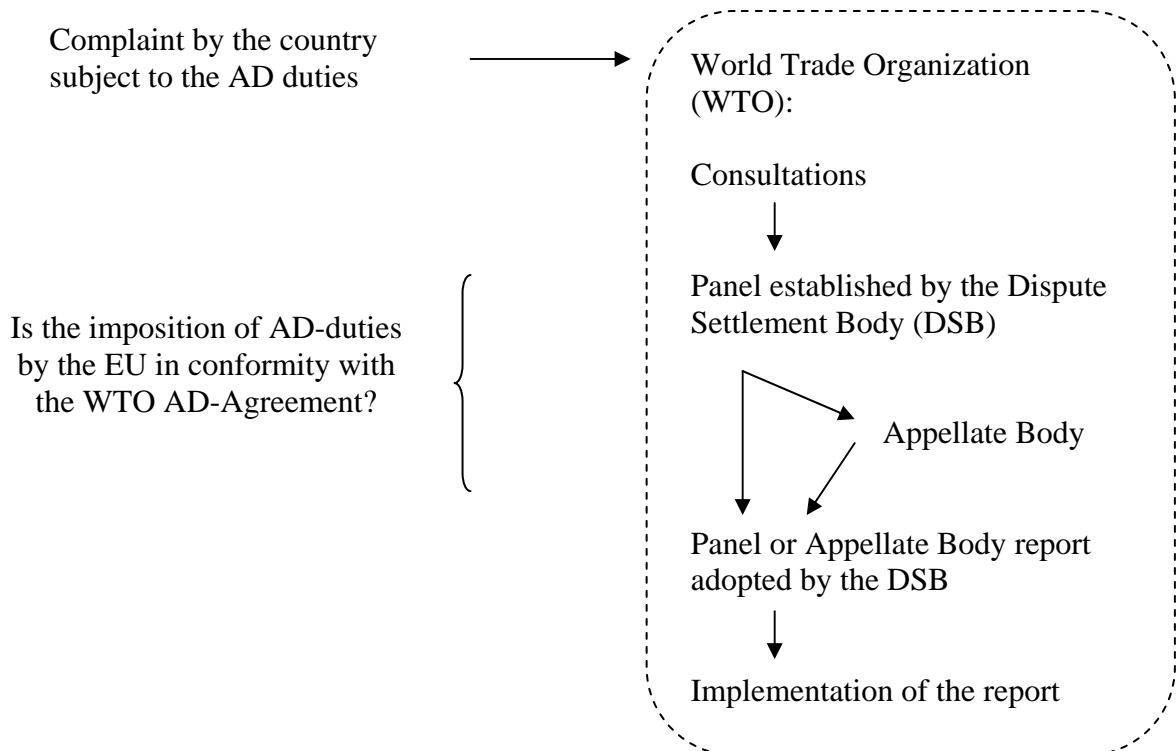 Complaint by the country
subject to the AD duties
World Trade Organization
(WTO):
Consultations
Panel established by the Dispute
Settlement Body (DSB)
Is the imposition of AD-duties
by the EU in conformity with
the WTO AD-Agreement?
Appellate Body
Panel or Appellate Body report
adopted by the DSB
Implementation of the report